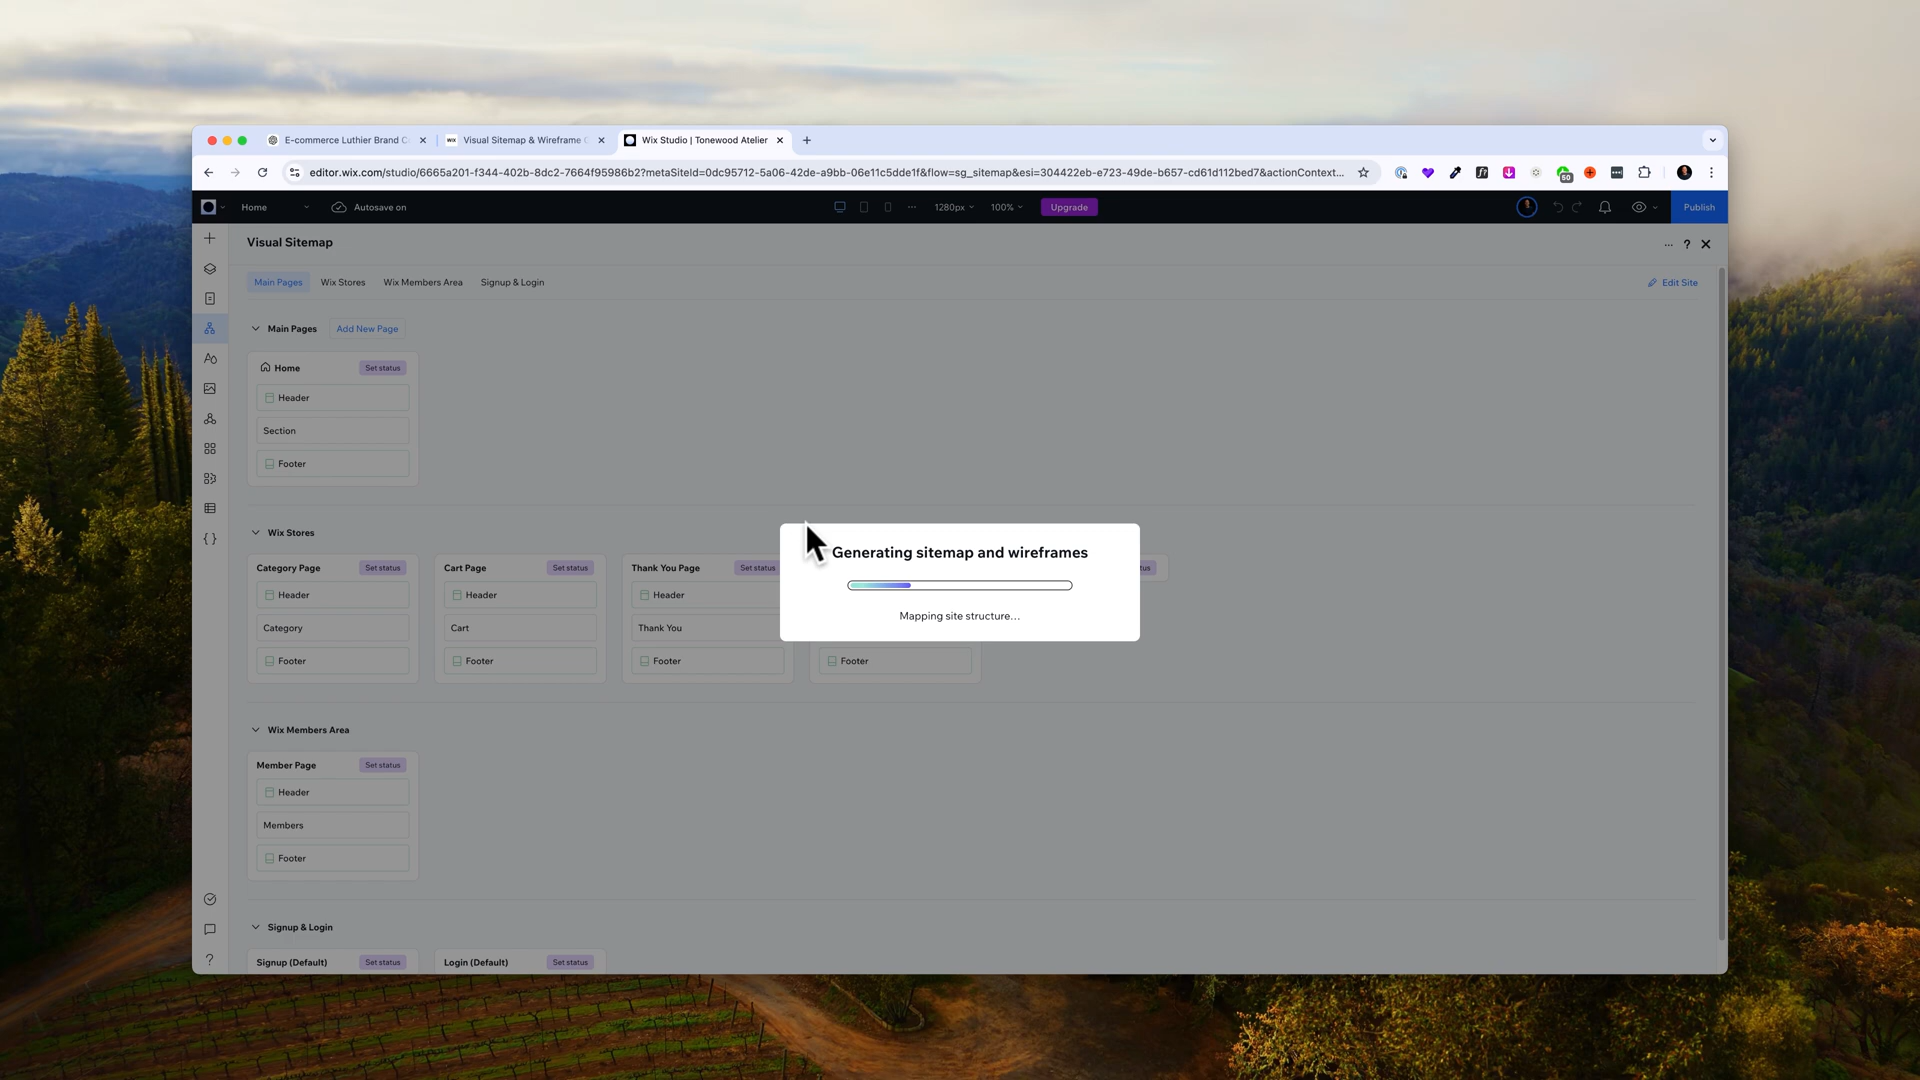 E-commerce Luthier Brand C
WIX
Visual Sitemap & Wireframe
Wix Studio | Tonewood Atelier
editor.wix.com/studio/6665a201-f344-402b-8dc2-7664f95986b2?metaSiteId=0dc95712-5a06-42de-a9bb-06e11c5dde1f&flow=sg_sitemap&esi=304422eb-e723-49de-b657-cd61d112bed7&actionContext...
f?
50
Home
Autosave on
1280px
100%
Upgrade
Publish
Visual Sitemap
Main Pages
Wix Stores
Wix Members Area
Signup & Login
Edit Site
Main Pages
Add New Page
Home
Set status
Header
Section
Footer
Wix Stores
Category Page
Set status
Cart Page
Set status
Thank You Page
Set status
tus
Header
Header
Header
Category
Cart
Thank You
Footer
Footer
Footer
Footer
Generating sitemap and wireframes
Mapping site structure...
Wix Members Area
Member Page
Set status
Header
Members
Footer
Signup & Login
Signup (Default)
Set status
Login (Default)
Set status